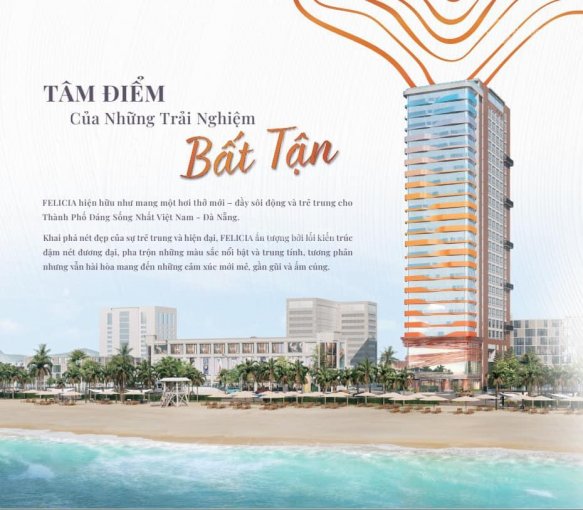 TÂM ĐIỂM
Của Những Trải Nghiệm
Bất Tận
FELICIA hiện hữu như mang một hơi thở mới – đầy sôi động và trẻ trung cho
Thành Phố Đáng Sống Nhất Việt Nam - Đà Nẵng.
Khai phá nét đẹp của sự trẻ trung và hiện đại, FELICIA ấn tượng bởi lối kiến trúc
đậm nét đương đại, pha trộn những màu sắc nổi bật và trung tính, tương phản
nhưng vẫn hài hòa mang đến những cảm xúc mới mẻ, gần gũi và ấm cúng.